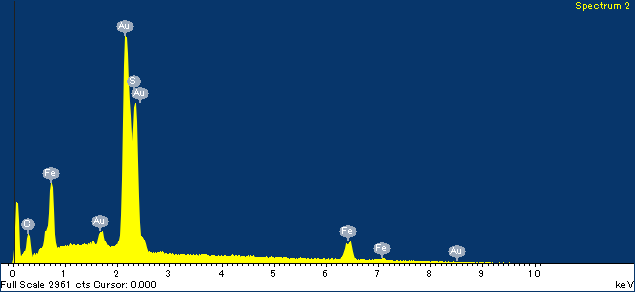 Spectrum 2
Au
S
Au
Fe
Au
Fe
Fe
Au
0 1 2 3 4 5 6 7 8 9 10
Full Scale 2961 cts Cursor: 0.000 keV